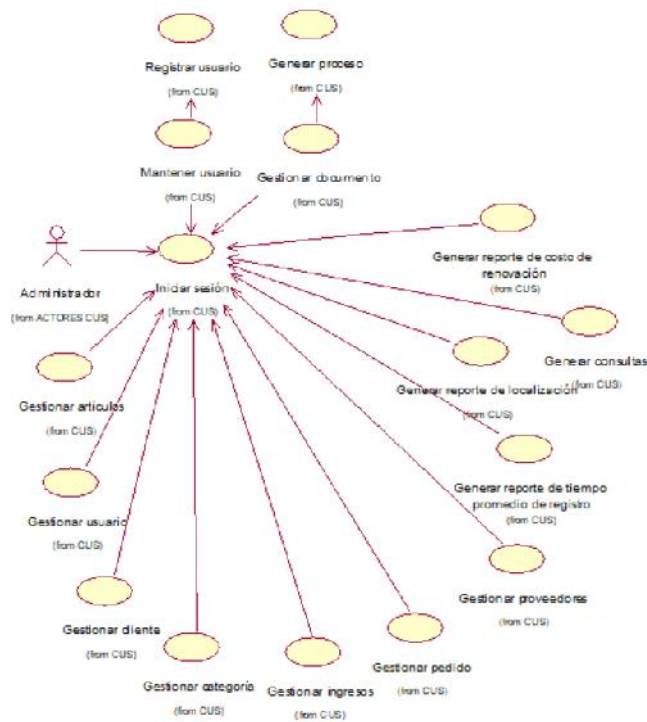 Registrar usuario
(from CUS)
Generar proceso
(from CUS)
Mantener usuario
(from CUS)
Gestionar documento
(from CUS)
Administrador
(from ACTORES CUS)
Iniciar sesión
(from CUS)
Generar reporte de costo de
renovación
(from CUS)
Generar consultas
(from CUS)
Generar reporte de localización
(from CUS)
Gestionar artículos
(from CUS)
Generar reporte de tiempo
promedio de registro
(from CUS)
Gestionar usuario
(from CUS)
Gestionar proveedores
(from CUS)
Gestionar cliente
(from CUS)
Gestionar pedido
(from CUS)
Gestionar categoría
(from CUS)
Gestionar ingresos
(from CUS)